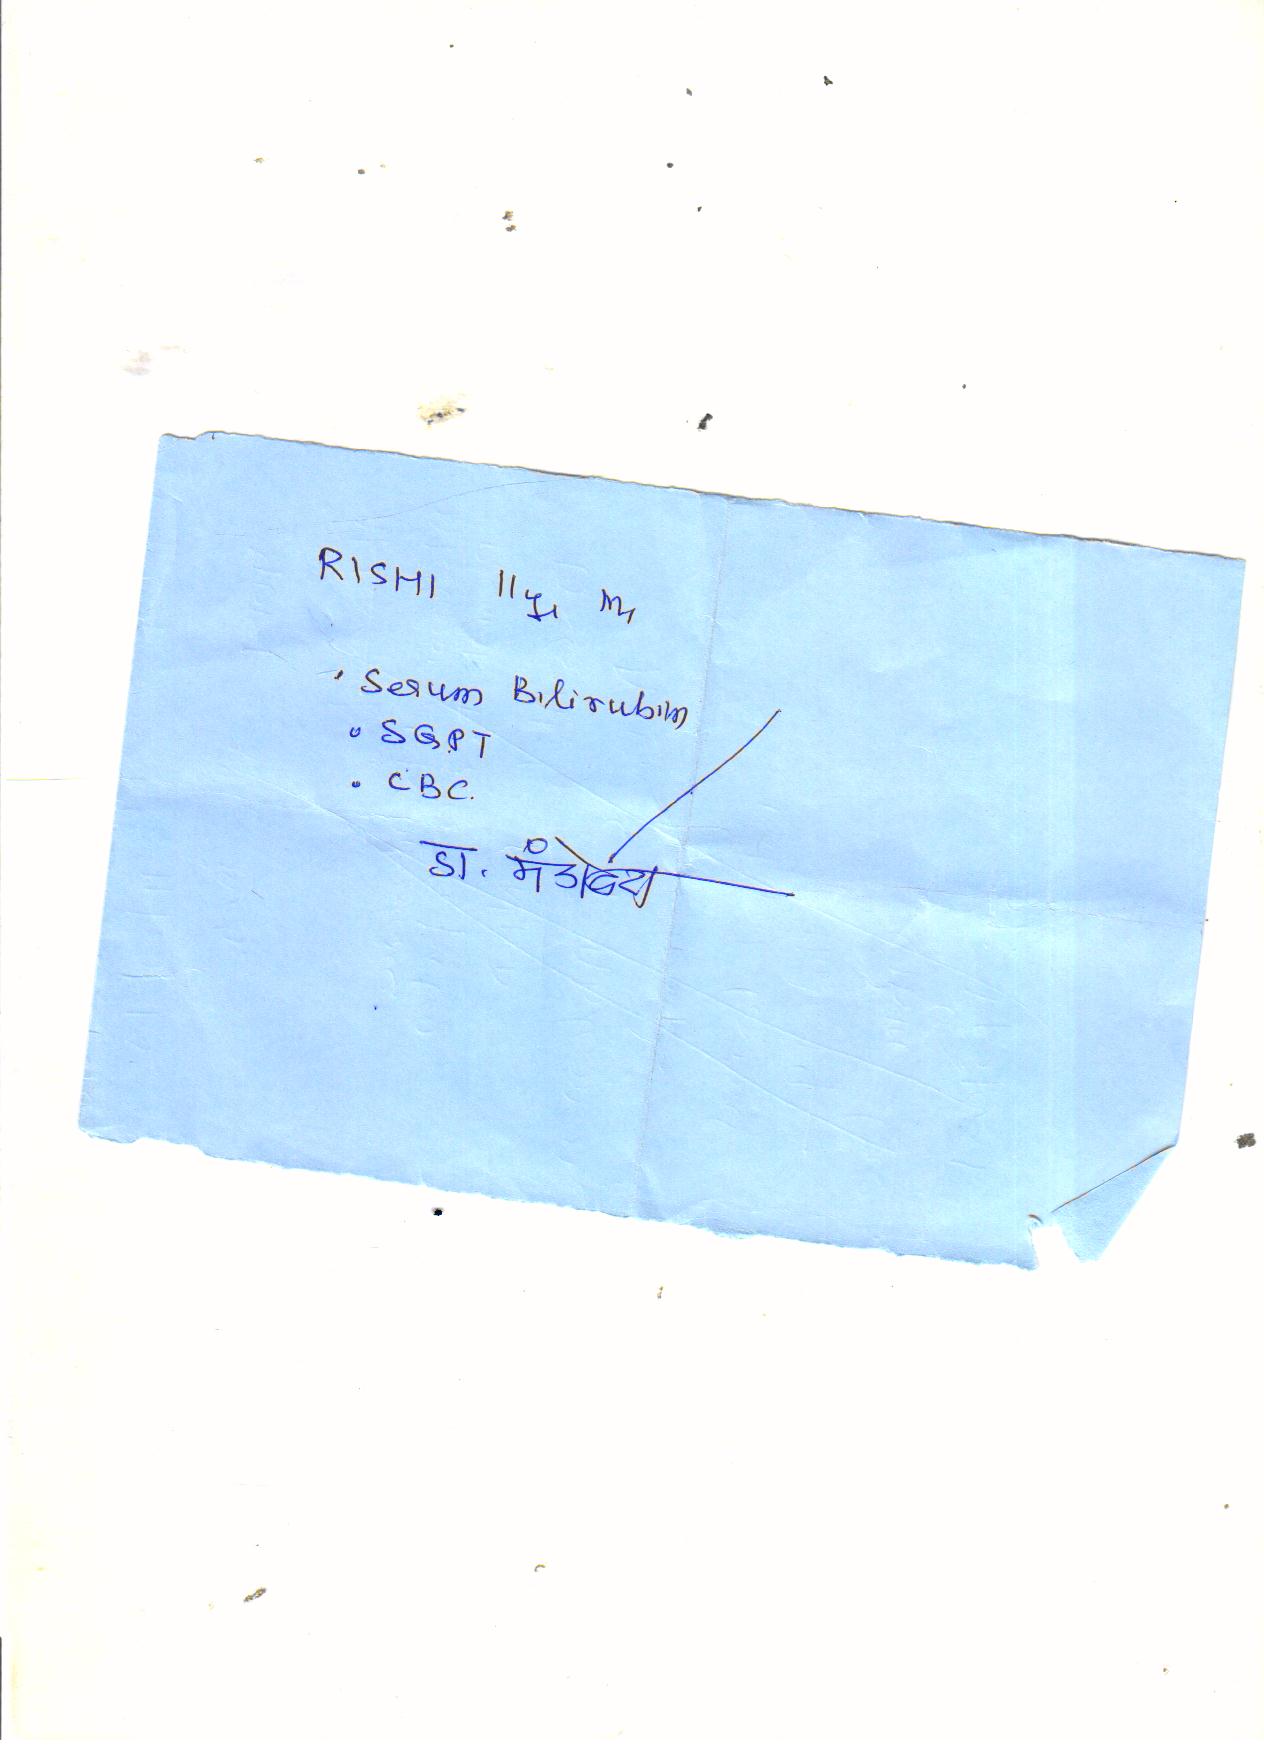 RISHI 11y, M,
• Serum Bilirubin
• SGPT
• CBC.
डा.